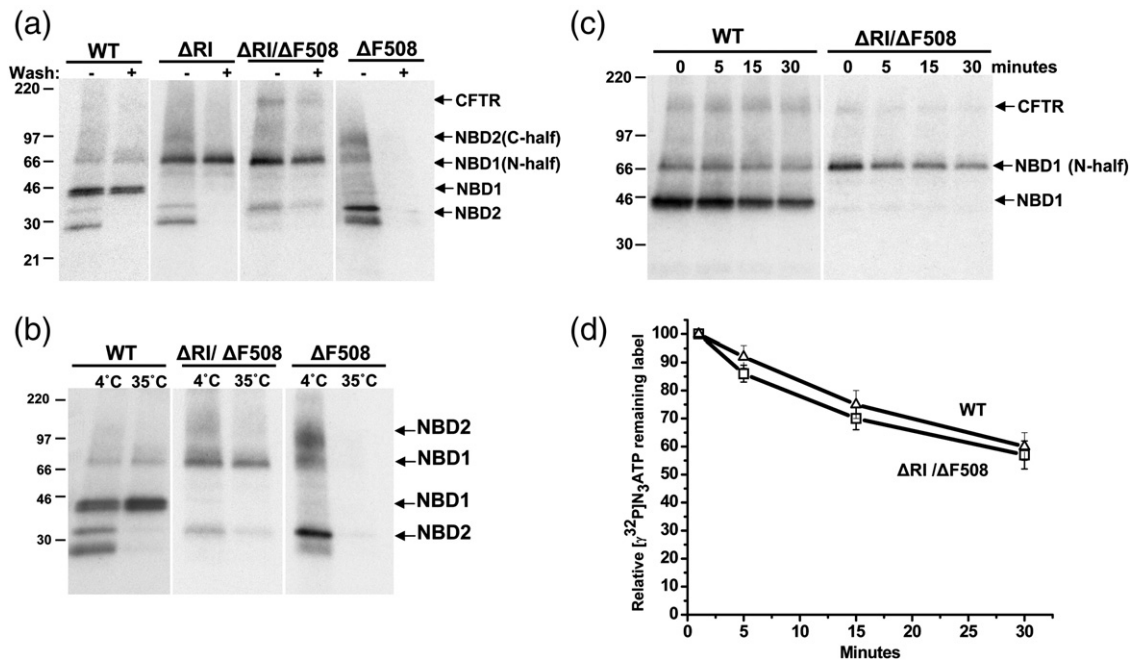 (a)
WT ΔRI ΔRI/ΔF508 ΔF508
Wash: - + - + - + - +
220
97
66
46
30
21
CFTR
NBD2(C-half)
NBD1(N-half)
NBD1
NBD2
(b)
WT ΔRI/ ΔF508 ΔF508
4˚C 35˚C 4˚C 35˚C 4˚C 35˚C
220
97
66
46
30
NBD2
NBD1
NBD1
NBD2
(c)
WT ΔRI/ΔF508
0 5 15 30 0 5 15 30 minutes
220
97
66
46
30
CFTR
NBD1 (N-half)
NBD1
(d)
Relative [γ³²P]N₃ATP remaining label
100
90
80
70
60
50
40
30
20
10
0
WT
ΔRI /ΔF508
0 5 10 15 20 25 30
Minutes